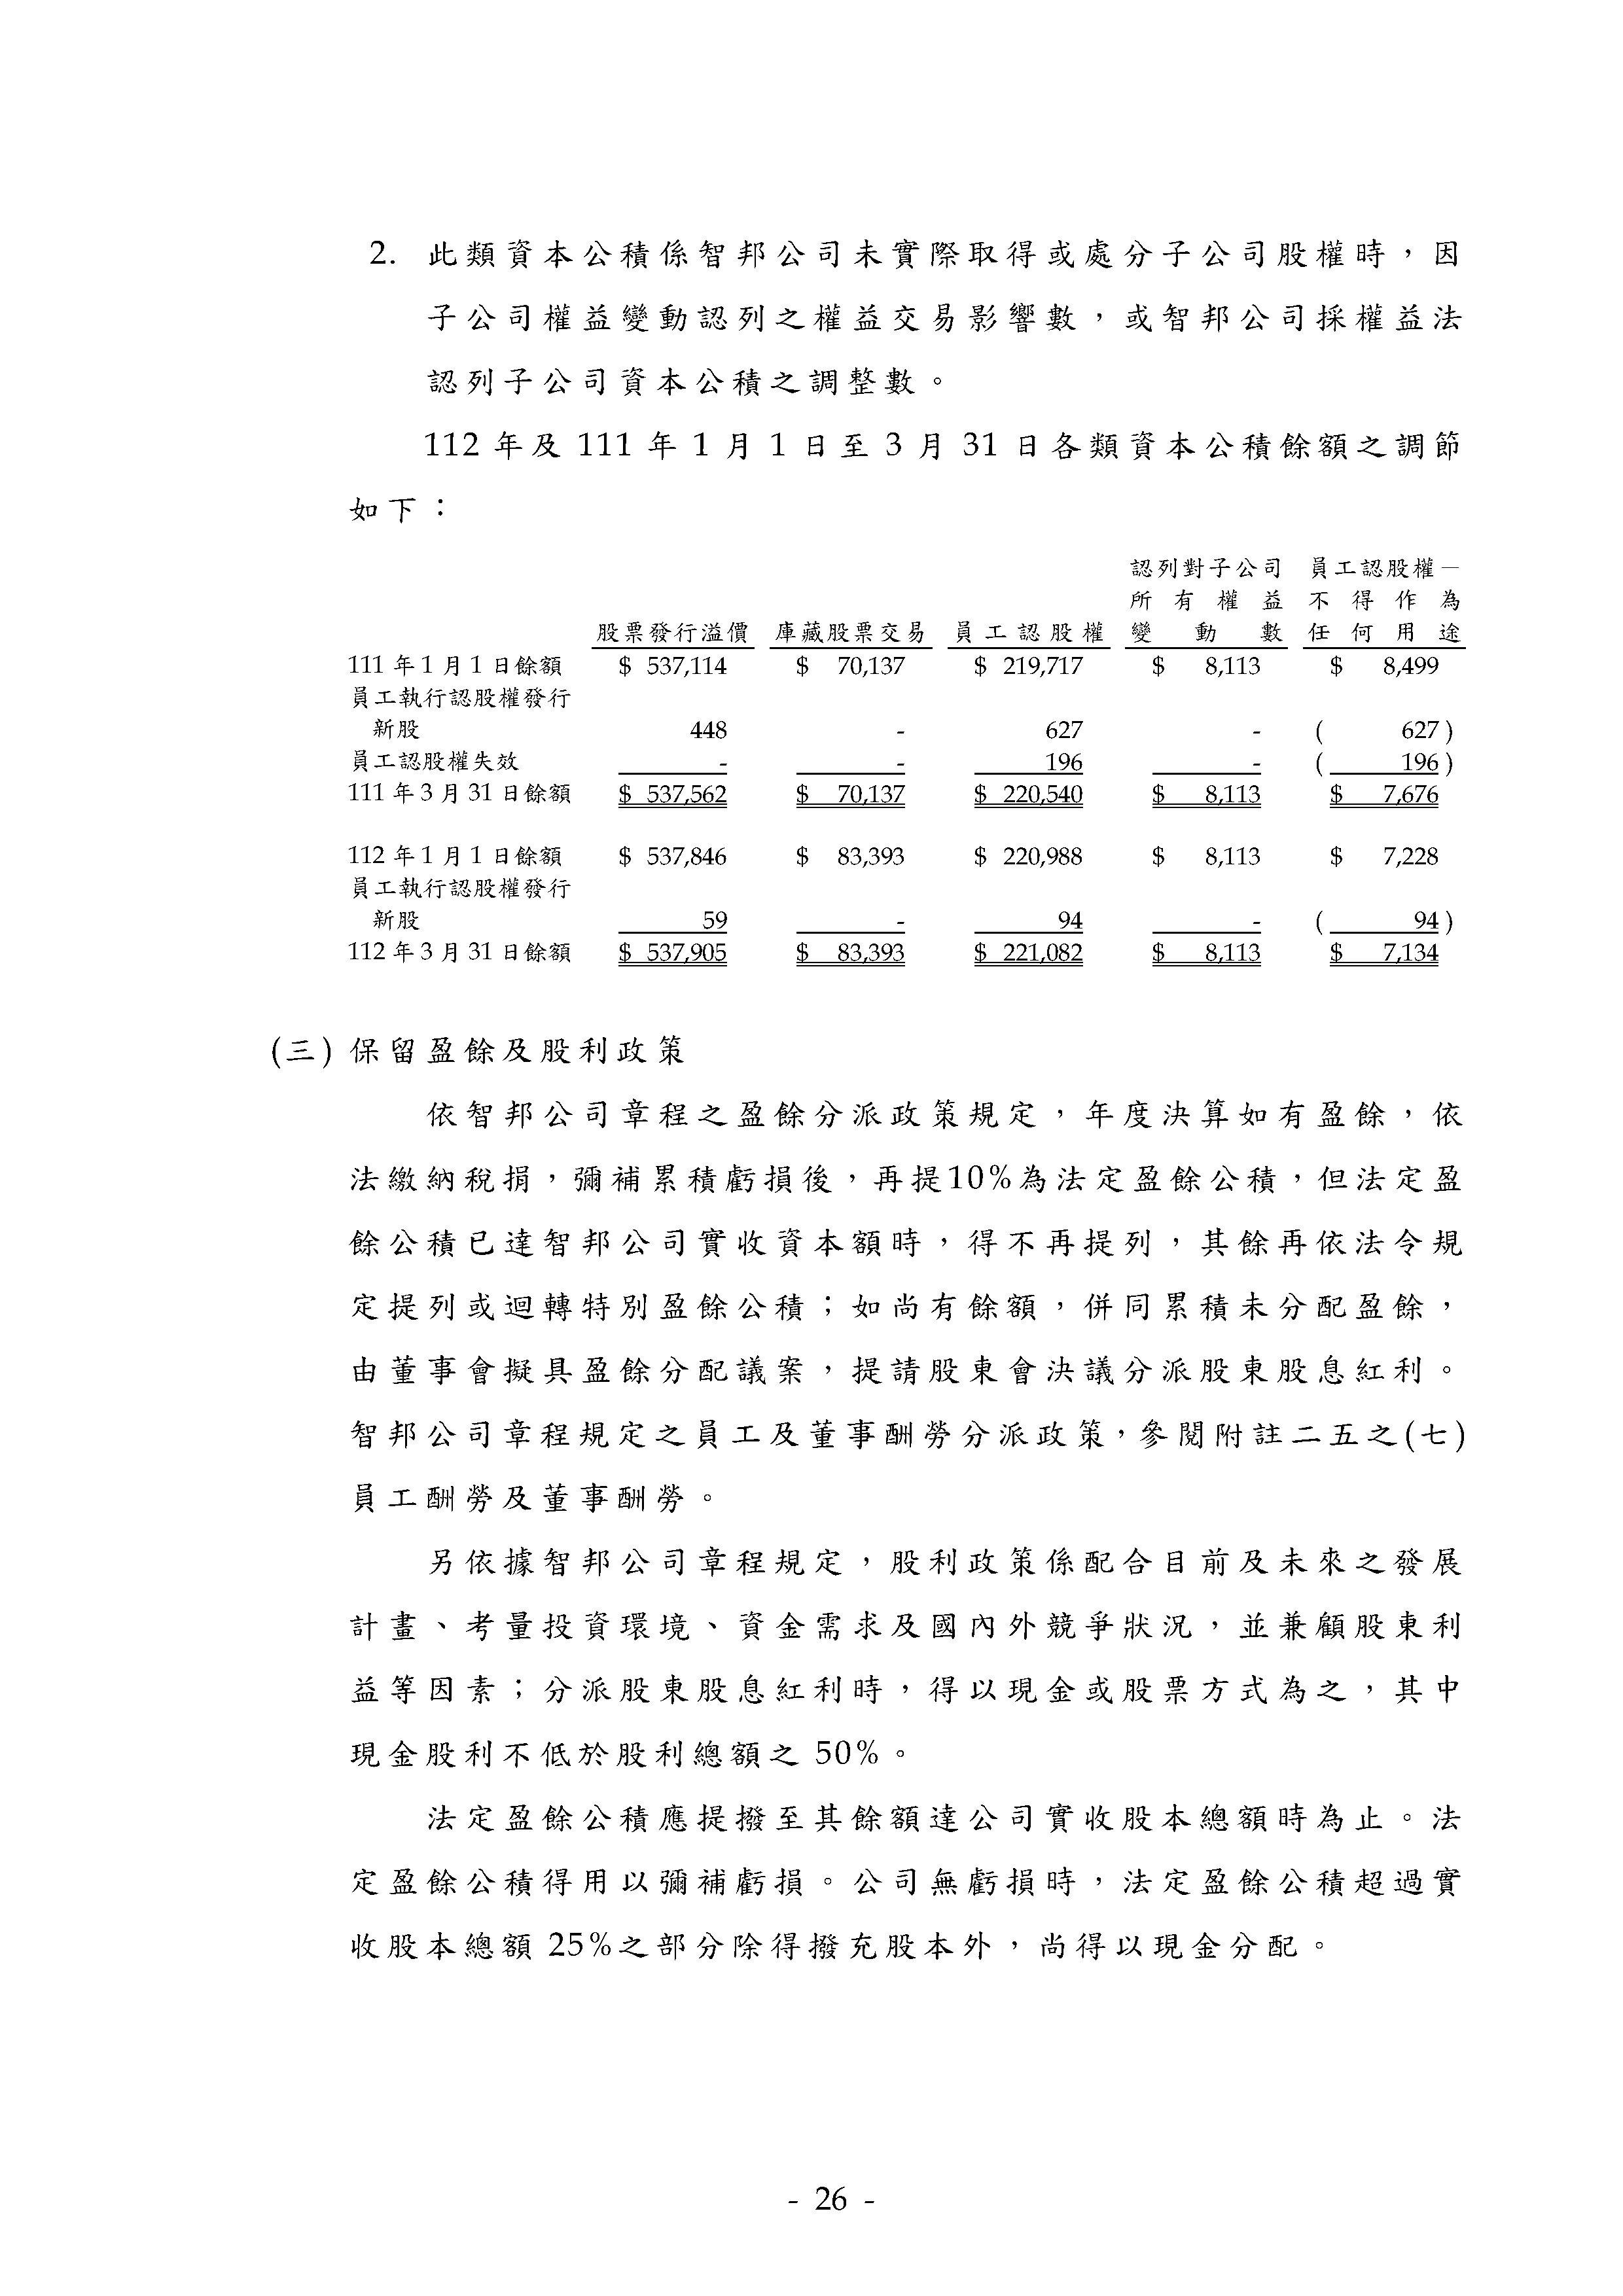 2. 此類資本公積係智邦公司未實際取得或處分子公司股權時，因
子公司權益變動認列之權益交易影響數，或智邦公司採權益法
認列子公司資本公積之調整數。
112 年及 111 年 1 月 1 日至 3 月 31 日各類資本公積餘額之調節
如下：
認列對子公司 員工認股權－
所有權益 不得作為
股票發行溢價 庫藏股票交易 員工認股權 變動數 任何用途
111 年 1 月 1 日餘額 $ 537,114 $ 70,137 $ 219,717 $ 8,113 $ 8,499
員工執行認股權發行
新股 448 - 627 - ( 627 )
員工認股權失效 - - 196 - ( 196 )
111 年 3 月 31 日餘額 $ 537,562 $ 70,137 $ 220,540 $ 8,113 $ 7,676
112 年 1 月 1 日餘額 $ 537,846 $ 83,393 $ 220,988 $ 8,113 $ 7,228
員工執行認股權發行
新股 59 - 94 - ( 94 )
112 年 3 月 31 日餘額 $ 537,905 $ 83,393 $ 221,082 $ 8,113 $ 7,134
(三) 保留盈餘及股利政策
依智邦公司章程之盈餘分派政策規定，年度決算如有盈餘，依
法繳納稅捐，彌補累積虧損後，再提10%為法定盈餘公積，但法定盈
餘公積已達智邦公司實收資本額時，得不再提列，其餘再依法令規
定提列或迴轉特別盈餘公積；如尚有餘額，併同累積未分配盈餘，
由董事會擬具盈餘分配議案，提請股東會決議分派股東股息紅利。
智邦公司章程規定之員工及董事酬勞分派政策，參閱附註二五之(七)
員工酬勞及董事酬勞。
另依據智邦公司章程規定，股利政策係配合目前及未來之發展
計畫、考量投資環境、資金需求及國內外競爭狀況，並兼顧股東利
益等因素；分派股東股息紅利時，得以現金或股票方式為之，其中
現金股利不低於股利總額之 50%。
法定盈餘公積應提撥至其餘額達公司實收股本總額時為止。法
定盈餘公積得用以彌補虧損。公司無虧損時，法定盈餘公積超過實
收股本總額 25%之部分除得撥充股本外，尚得以現金分配。
- 26 -